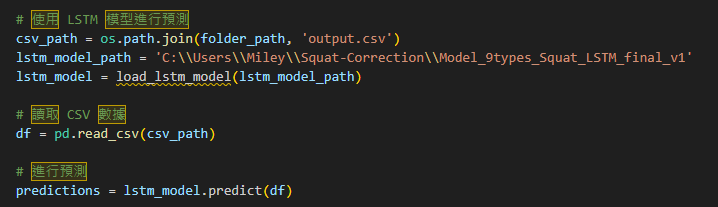 # 使用 LSTM 模型進行預測
csv_path = os.path.join(folder_path, 'output.csv')
lstm_model_path = 'C:\\Users\\Miley\\Squat-Correction\\Model_9types_Squat_LSTM_final_v1'
lstm_model = load_lstm_model(lstm_model_path)
# 讀取 CSV 數據
df = pd.read_csv(csv_path)
# 進行預測
predictions = lstm_model.predict(df)